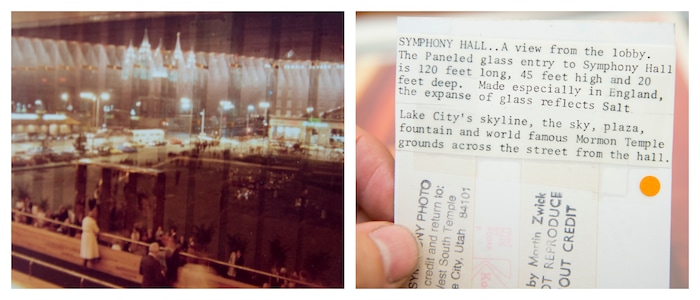 SYMPHONY HALL..A view from the lobby.
The Paneled glass entry to Symphony Hall
is 120 feet long, 45 feet high and 20
feet deep.  Made especially in England,
the expanse of glass reflects Salt
Lake City's skyline, the sky, plaza,
fountain and world famous Mormon Temple
grounds across the street from the hall.
NY PHOTO
credit and return to:
West South Temple
e City, Utah 84101
by Martin Zwick
OT REPRODUCE
OUT CREDIT